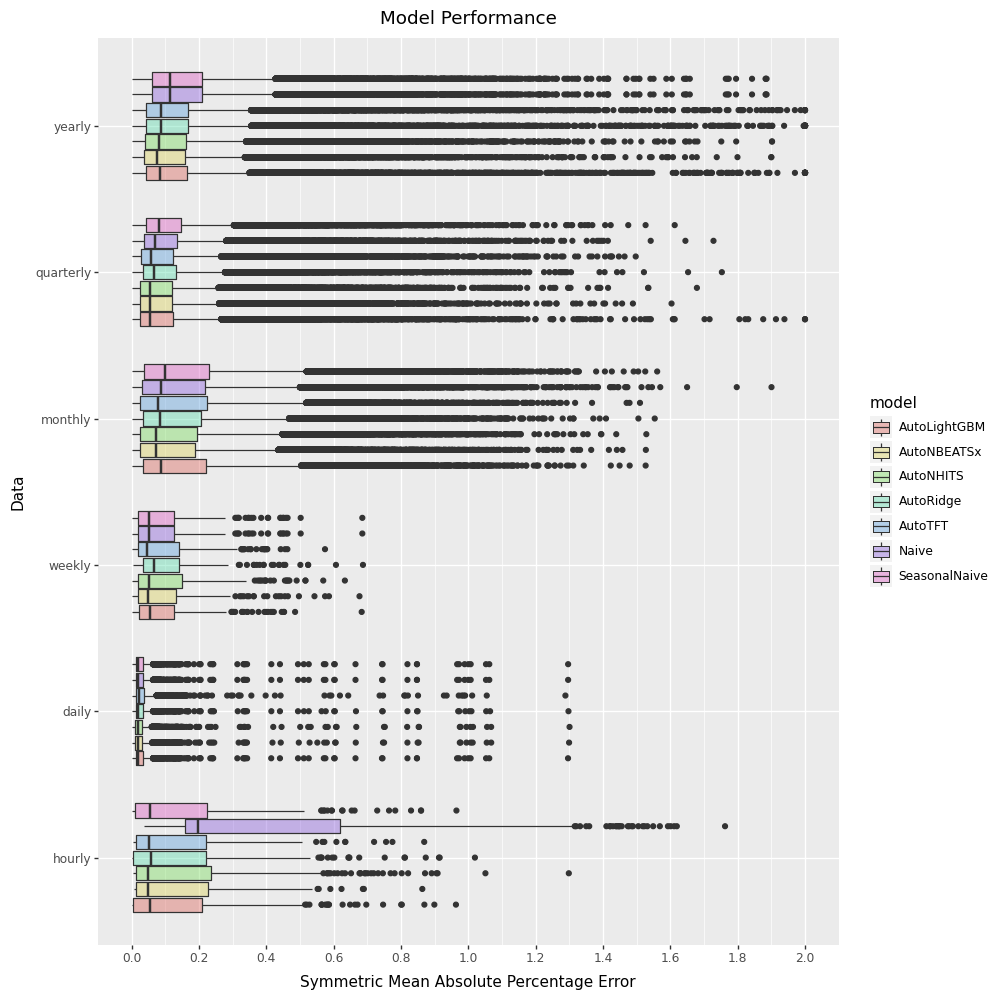 Model Performance
yearly
quarterly
monthly
weekly
daily
hourly
Data
0.0 0.2 0.4 0.6 0.8 1.0 1.2 1.4 1.6 1.8 2.0
Symmetric Mean Absolute Percentage Error
model
AutoLightGBM
AutoNBEATSx
AutoNHITS
AutoRidge
AutoTFT
Naive
SeasonalNaive